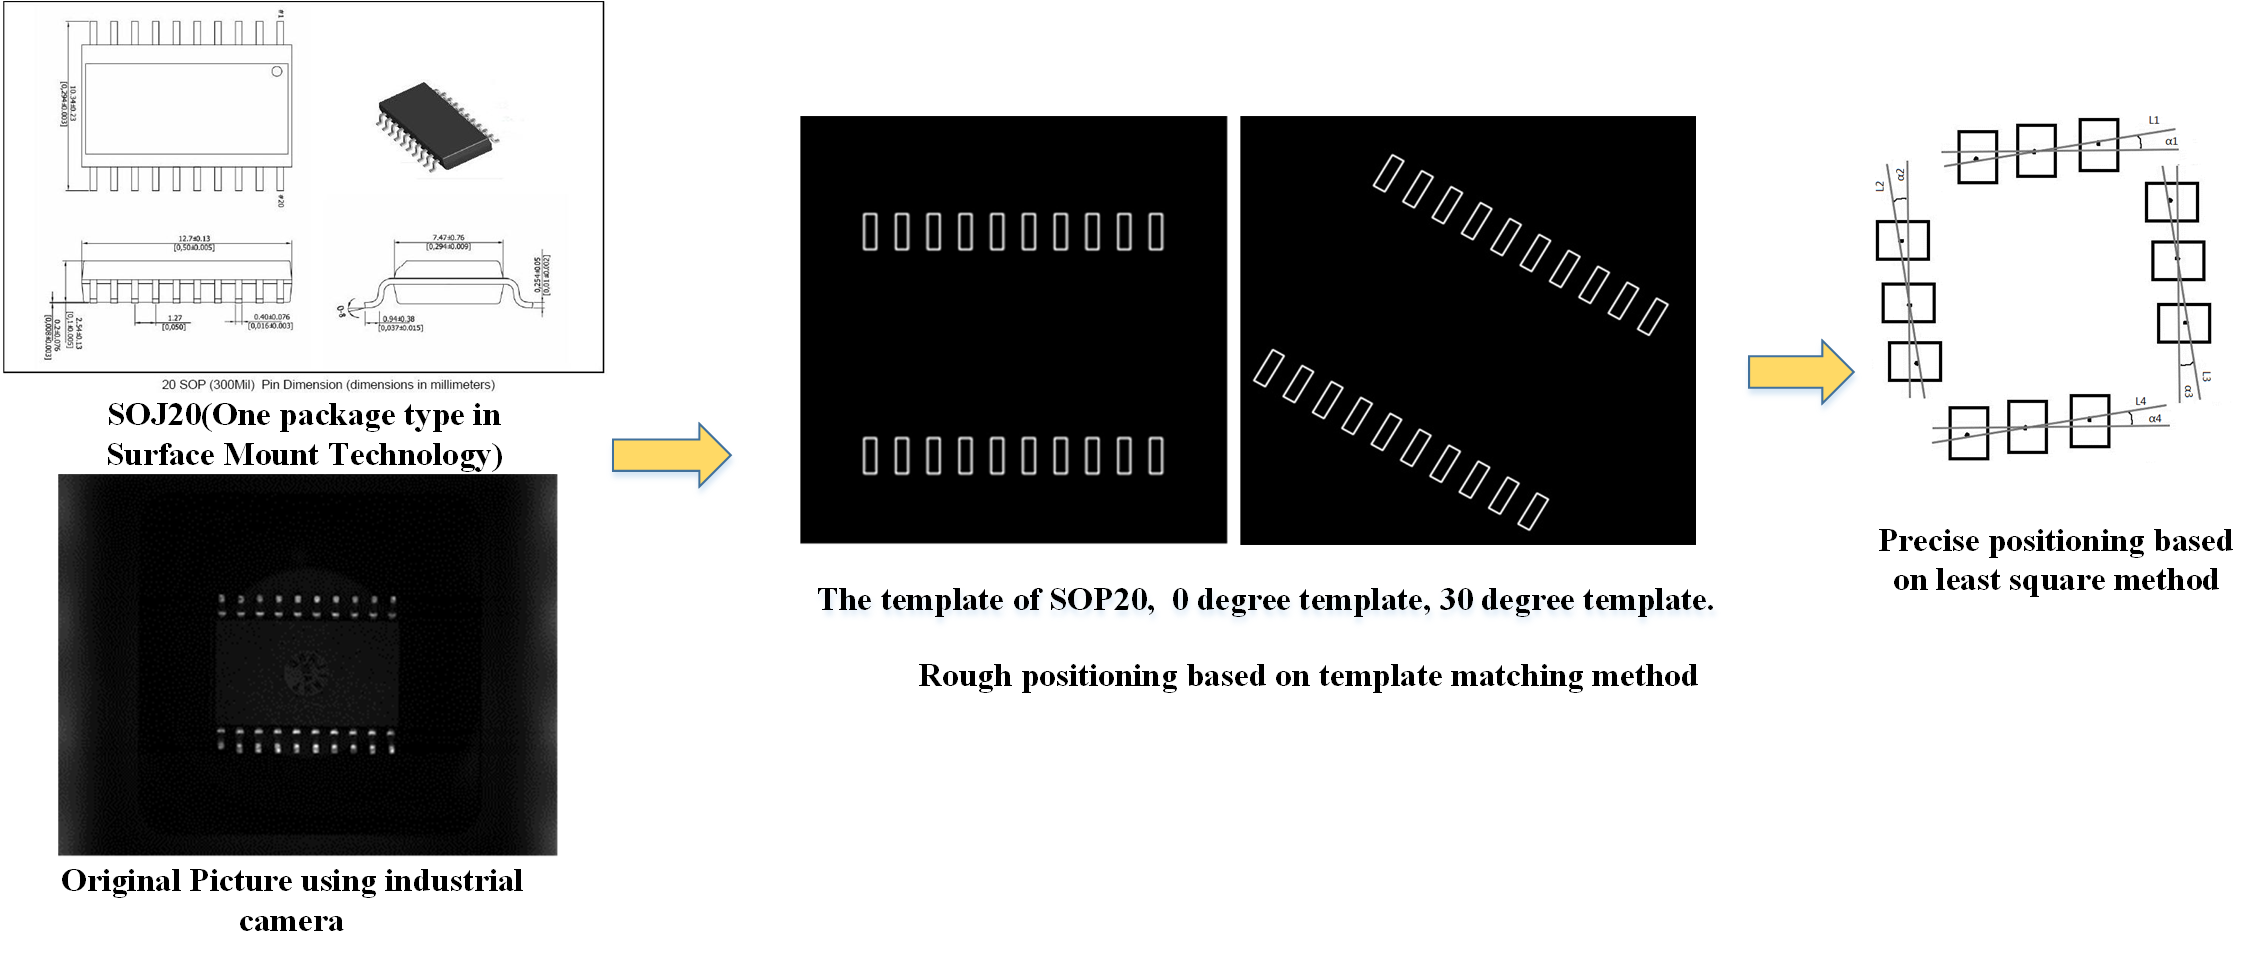 #1
10.34±0.23
[0,294±0.003]
#20
12.7±0.13
[0,50±0.005]
7.47±0.76
[0,294±0.009]
0.254±0.05
[0,01±0.002]
0-8
0.94±0.38
[0,037±0.015]
1.27
[0,050]
0.40±0.076
[0,016±0.003]
2.54±0.13
[0,1±0.005]
0.2±0.076
[0,008±0.003]
20 SOP (300Mil) Pin Dimension (dimensions in millimeters)
SOJ20(One package type in
Surface Mount Technology)
Original Picture using industrial
camera
The template of SOP20, 0 degree template, 30 degree template.
Rough positioning based on template matching method
L1
α1
L2
α2
L3
α3
L4
α4
Precise positioning based
on least square method